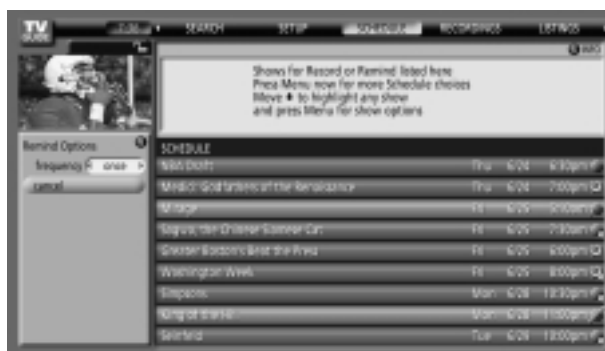 TV
GUIDE
SEARCH SETUP SCHEDULE RECORDINGS LISTINGS
INFO
Shows for Record or Remind listed here
Press Menu now for more Schedule choices
Move to highlight any show
and press Menu for show options
Remind Options
frequency once
cancel
SCHEDULE
NBA Draft Thu 6/24 6:30pm
Medici: Godfathers of the Renaissance Thu 6/24 7:00pm
Mirage Fri 6/25
Sagwa, the Chinese Siamese Cat Fri 6/25 7:30am
Greater Boston's Beat the Press Fri 6/25 6:00pm
Washington Week Fri 6/25 8:00pm
Simpsons Mon 6/28 10:30pm
King of the Hill Mon 6/28 11:00pm
Seinfeld Tue 6/29 10:00pm